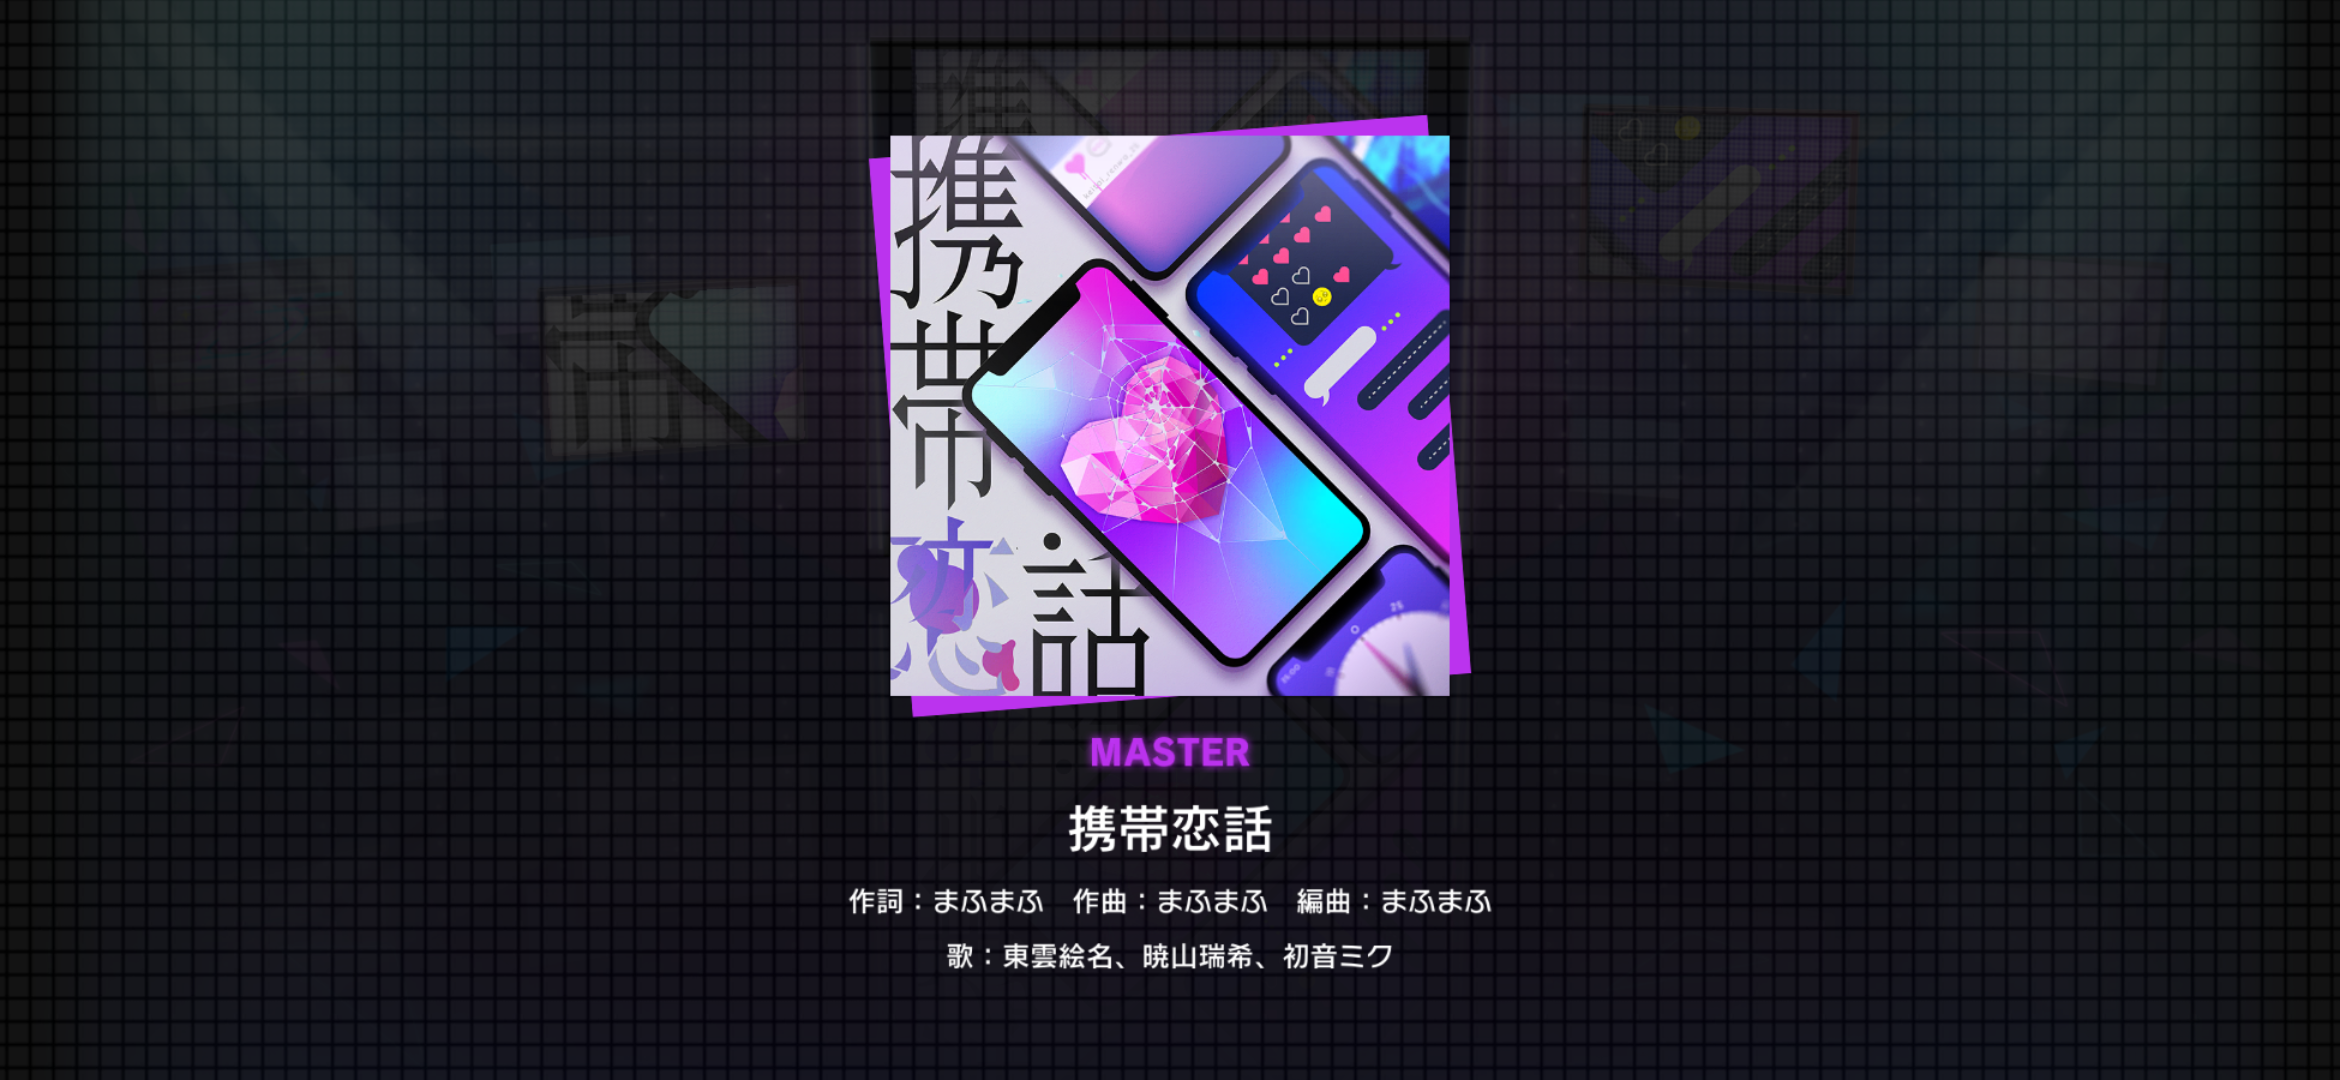 携帯恋話
MASTER
携帯恋話
作詞：まふまふ　作曲：まふまふ　編曲：まふまふ
歌：東雲絵名、暁山瑞希、初音ミク